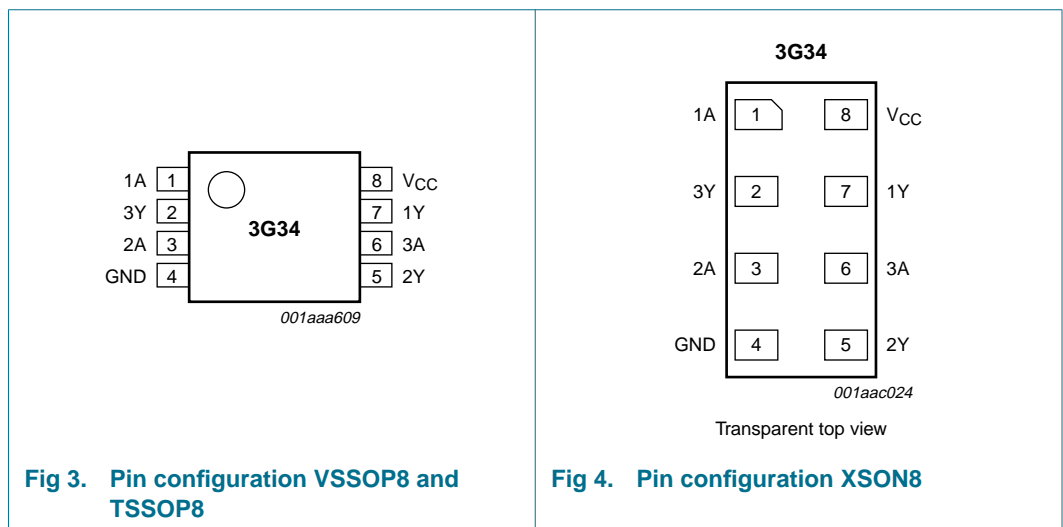 1A 1 8 VCC
3Y 2 7 1Y
2A 3 6 3A
GND 4 5 2Y
3G34
001aaa609
Fig 3. Pin configuration VSSOP8 and
TSSOP8
3G34
1A 1 8 VCC
3Y 2 7 1Y
2A 3 6 3A
GND 4 5 2Y
001aac024
Transparent top view
Fig 4. Pin configuration XSON8